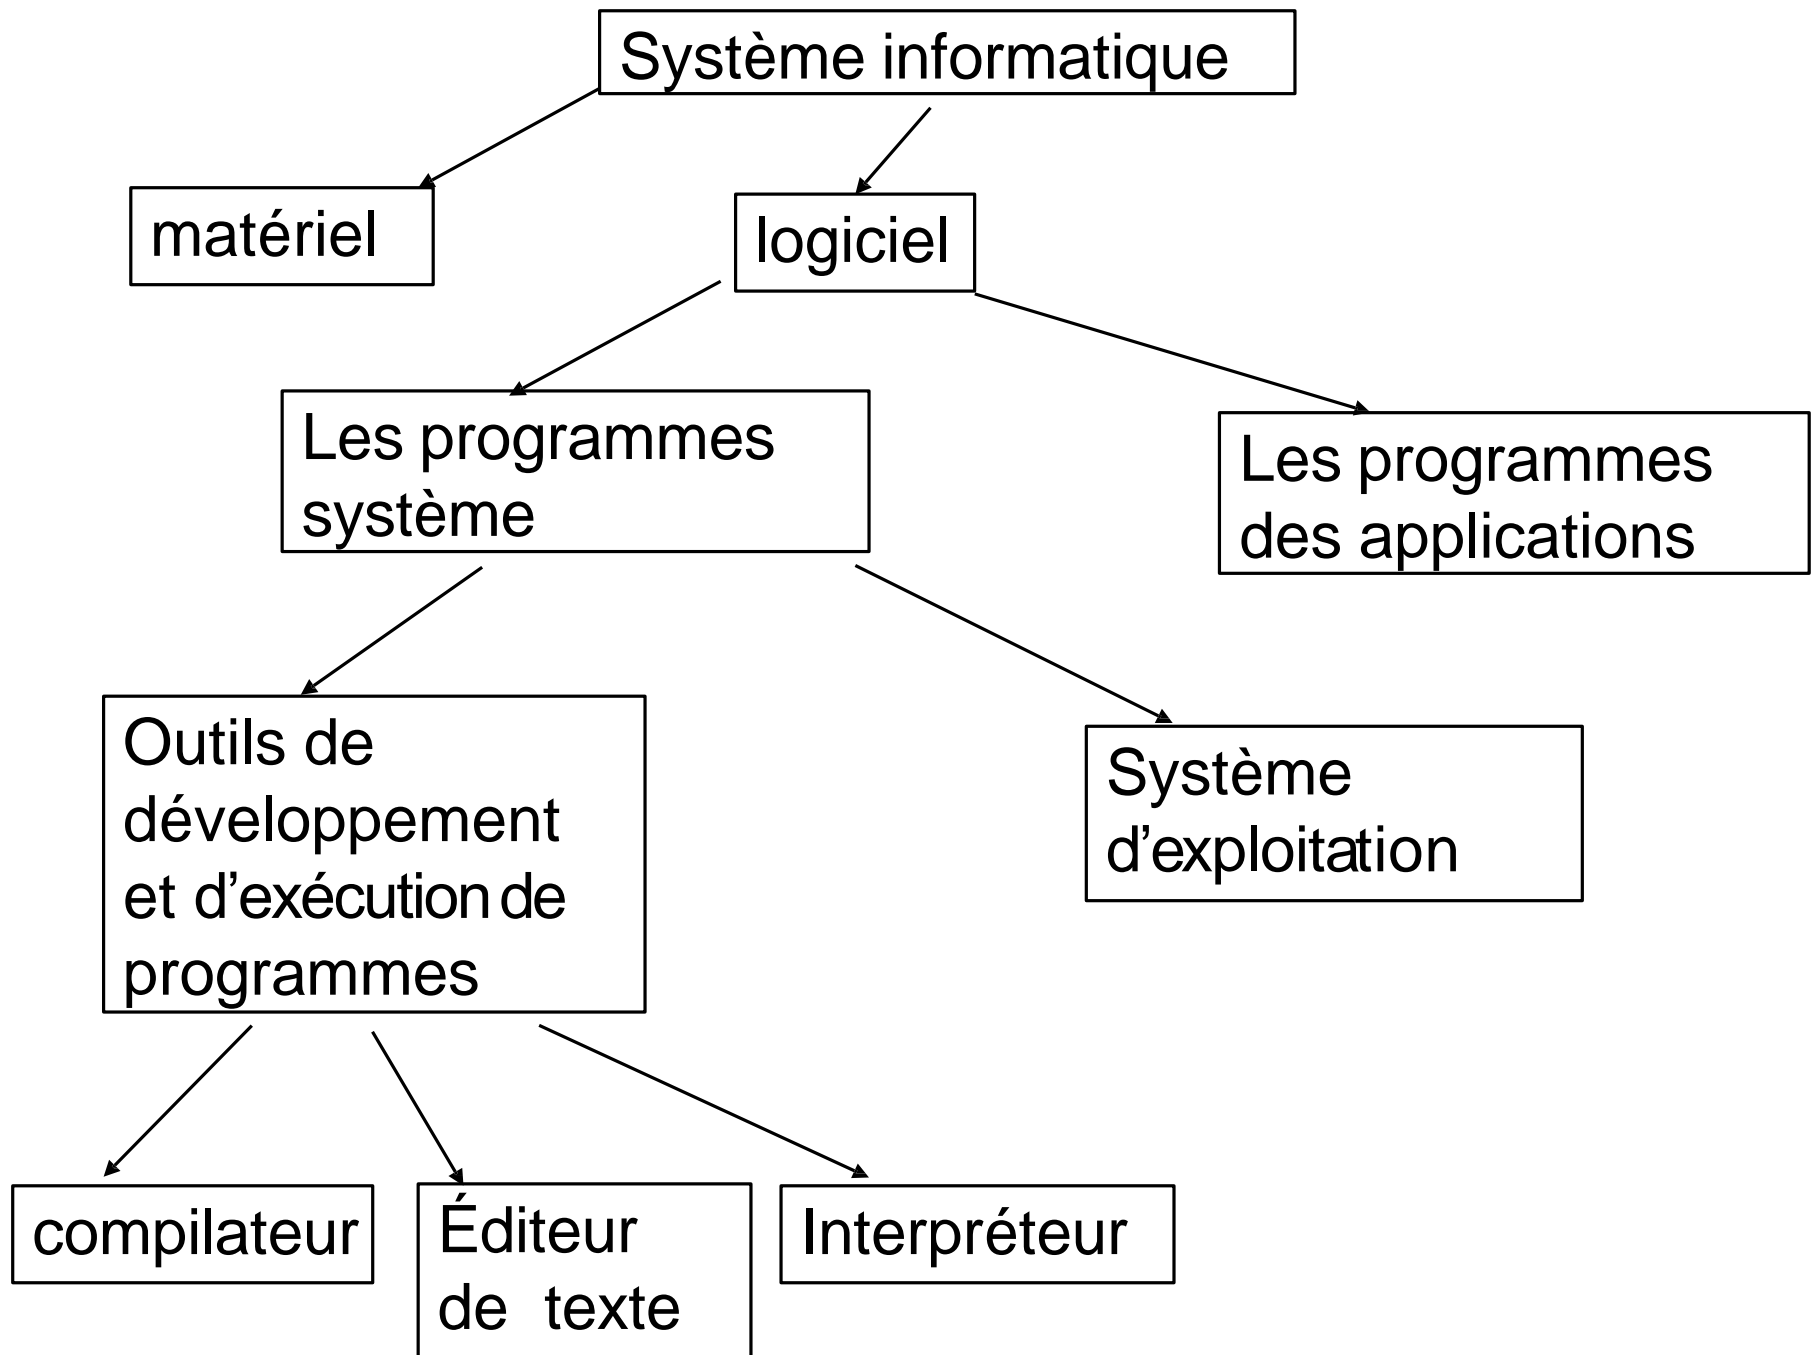 Système informatique
matériel
logiciel
Les programmes
système
Les programmes
des applications
Outils de
développement
et d’exécution de
programmes
Système
d’exploitation
compilateur
Éditeur
de texte
Interpréteur